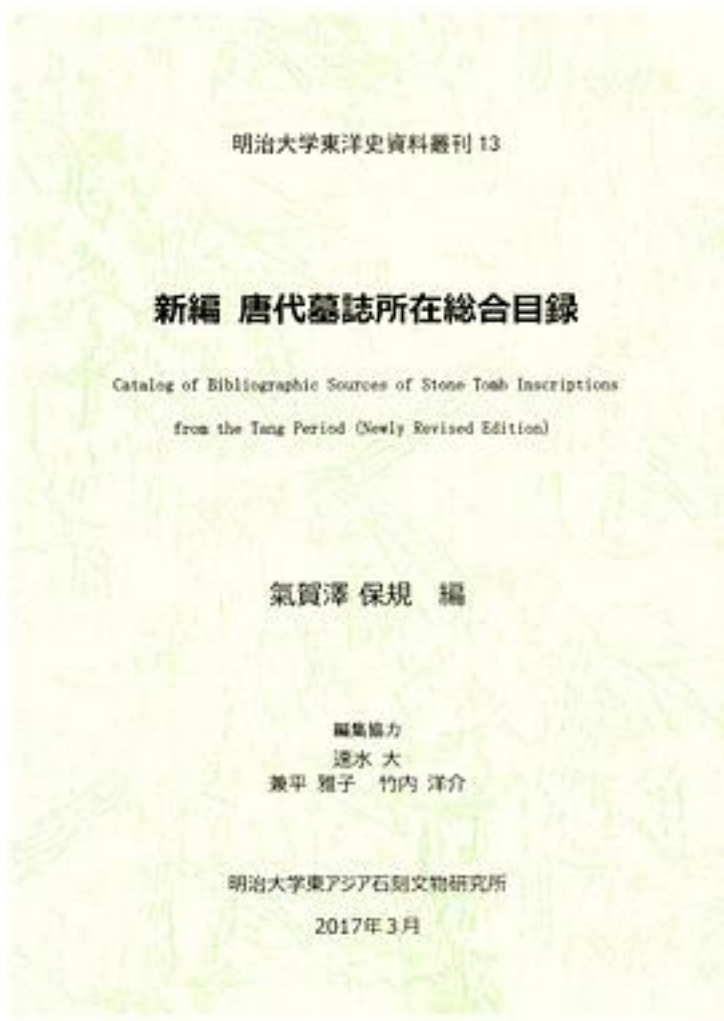 明治大学東洋史資料叢刊 13
新編 唐代墓誌所在総合目録
Catalog of Bibliographic Sources of Stone Tomb Inscriptions
from the Tang Period (Newly Revised Edition)
氣賀澤 保規 編
編集協力
速水 大
兼平 雅子 竹内 洋介
明治大学東アジア石刻文物研究所
2017年3月